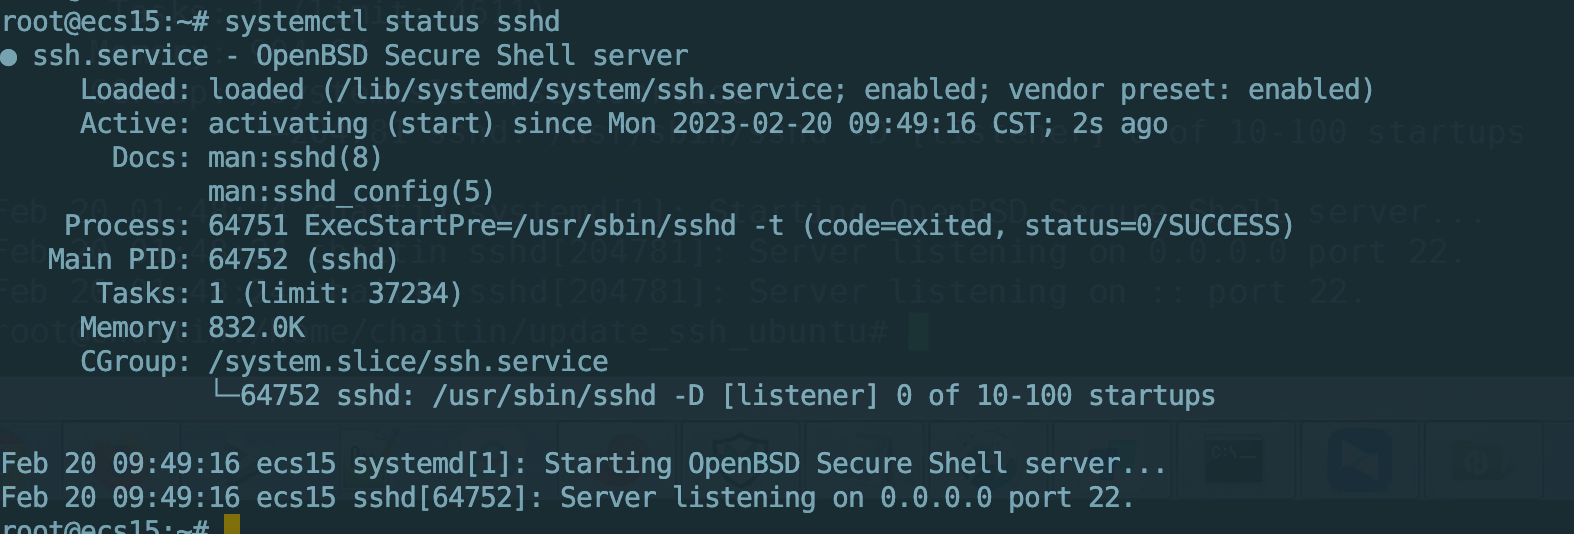 root@ecs15:~# systemctl status sshd
● ssh.service - OpenBSD Secure Shell server
Loaded: loaded (/lib/systemd/system/ssh.service; enabled; vendor preset: enabled)
Active: activating (start) since Mon 2023-02-20 09:49:16 CST; 2s ago
Docs: man:sshd(8)
man:sshd_config(5)
Process: 64751 ExecStartPre=/usr/sbin/sshd -t (code=exited, status=0/SUCCESS)
Main PID: 64752 (sshd)
Tasks: 1 (limit: 37234)
Memory: 832.0K
CGroup: /system.slice/ssh.service
└─64752 sshd: /usr/sbin/sshd -D [listener] 0 of 10-100 startups
Feb 20 09:49:16 ecs15 systemd[1]: Starting OpenBSD Secure Shell server...
Feb 20 09:49:16 ecs15 sshd[64752]: Server listening on 0.0.0.0 port 22.
root@ecs15:~#